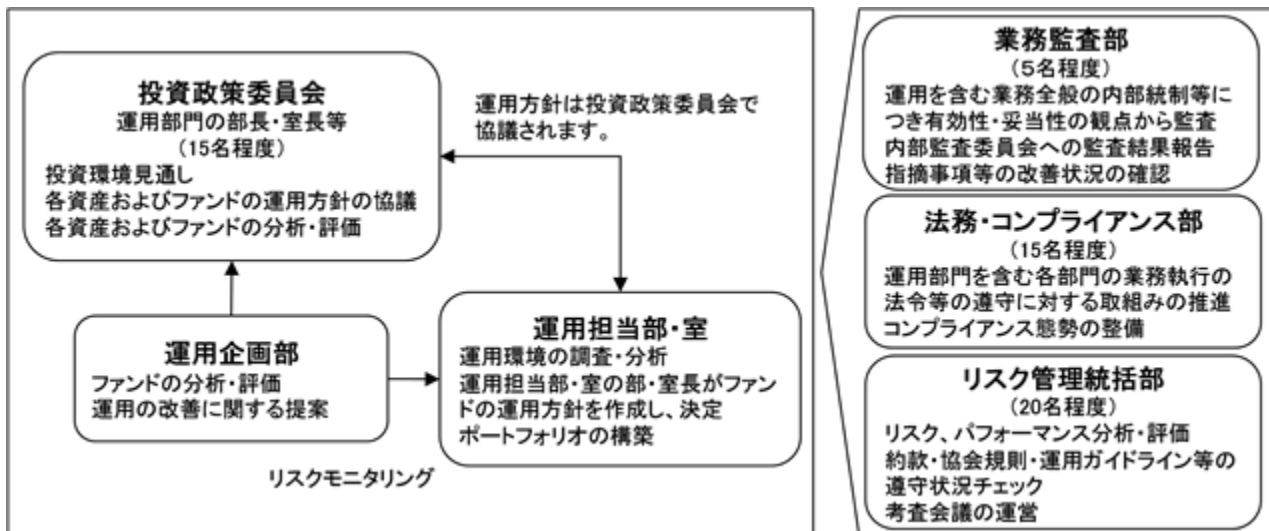 投資政策委員会
運用部門の部長・室長等
(15名程度)
投資環境見通し
各資産およびファンドの運用方針の協議
各資産およびファンドの分析・評価
運用方針は投資政策委員会で
協議されます。
運用企画部
ファンドの分析・評価
運用の改善に関する提案
運用担当部・室
運用環境の調査・分析
運用担当部・室の部・室長がファン
ドの運用方針を作成し、決定
ポートフォリオの構築
リスクモニタリング
業務監査部
(5名程度)
運用を含む業務全般の内部統制等に
つき有効性・妥当性の観点から監査
内部監査委員会への監査結果報告
指摘事項等の改善状況の確認
法務・コンプライアンス部
(15名程度)
運用部門を含む各部門の業務執行の
法令等の遵守に対する取組みの推進
コンプライアンス態勢の整備
リスク管理統括部
(20名程度)
リスク、パフォーマンス分析・評価
約款・協会規則・運用ガイドライン等の
遵守状況チェック
考査会議の運営